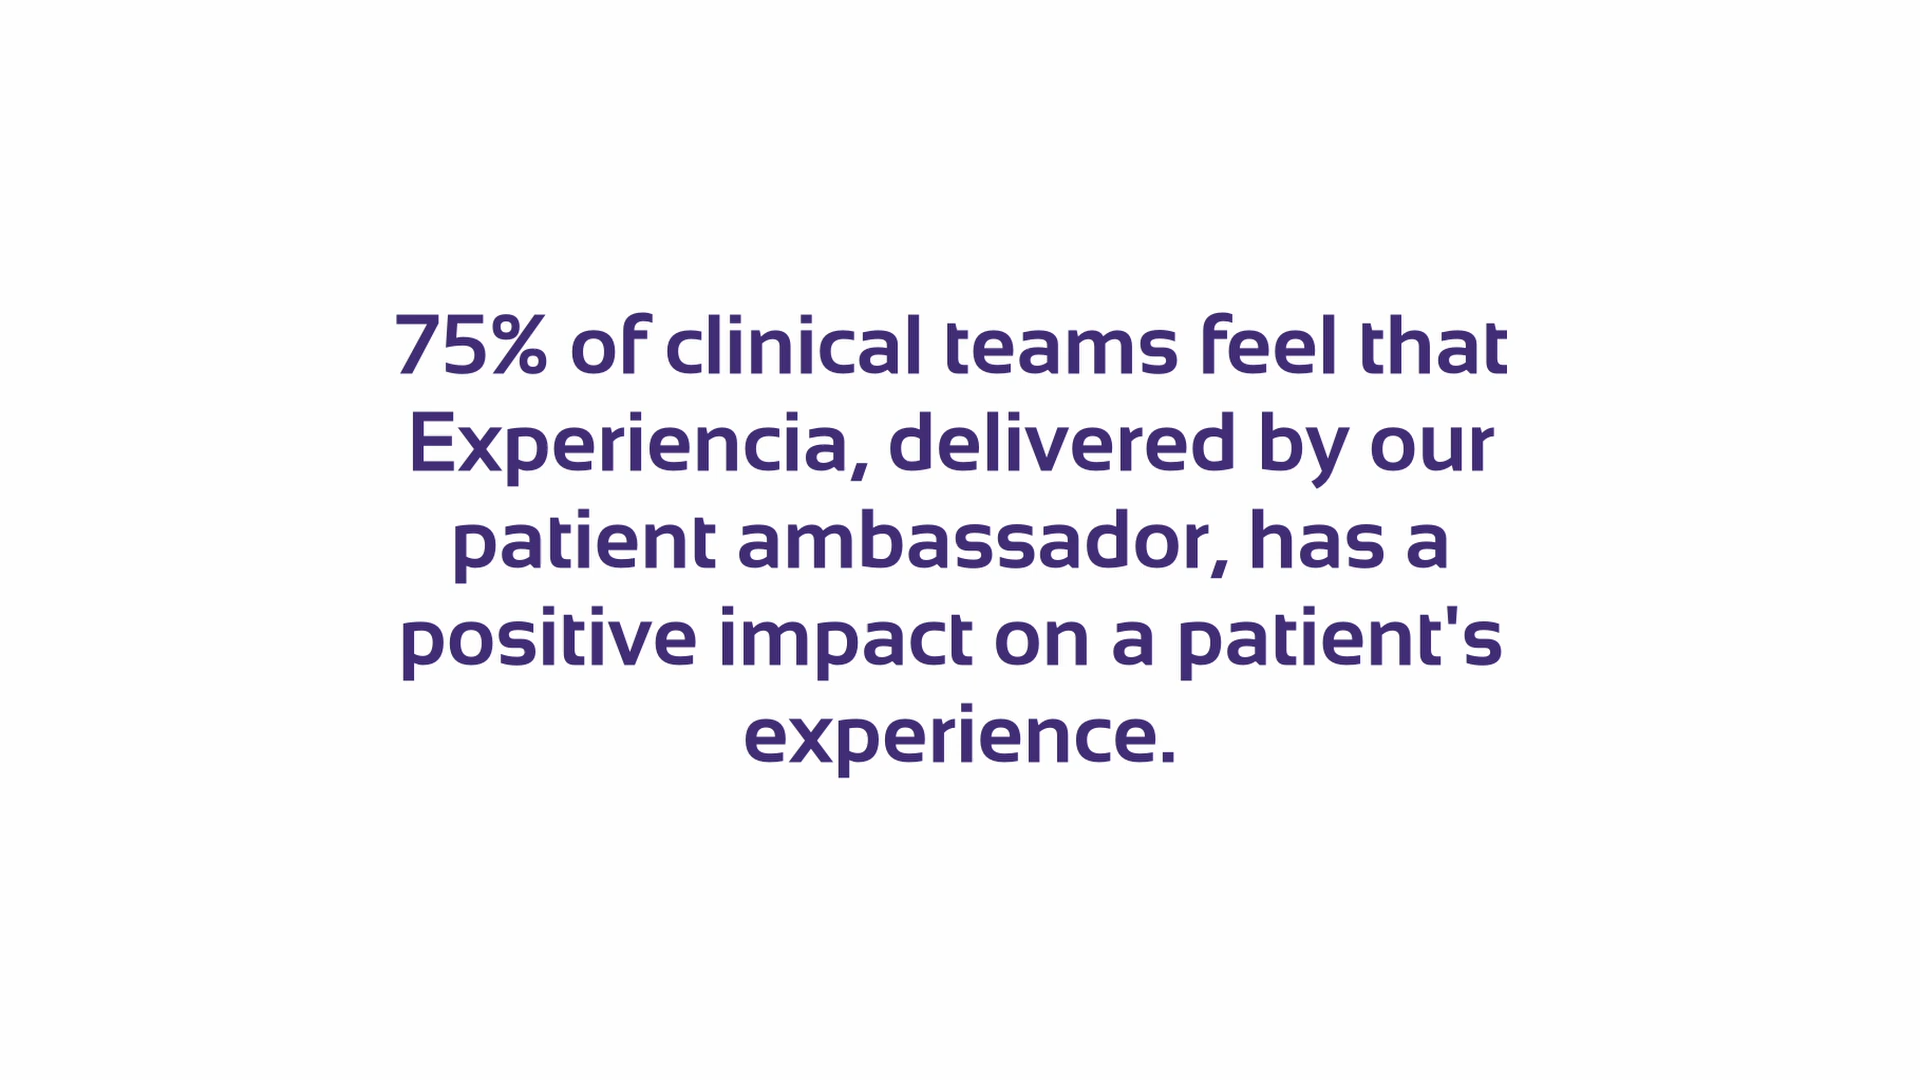 75% of clinical teams feel that
Experiencia, delivered by our
patient ambassador, has a
positive impact on a patient's
experience.